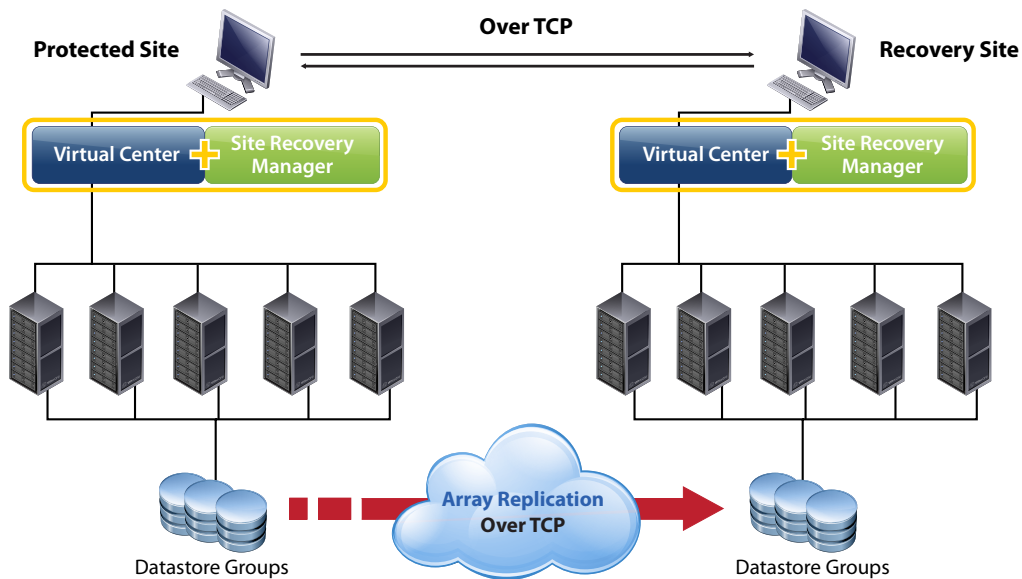 Over TCP
Protected Site
Recovery Site
Virtual Center
Site Recovery
Manager
Virtual Center
Site Recovery
Manager
Array Replication
Over TCP
Datastore Groups
Datastore Groups